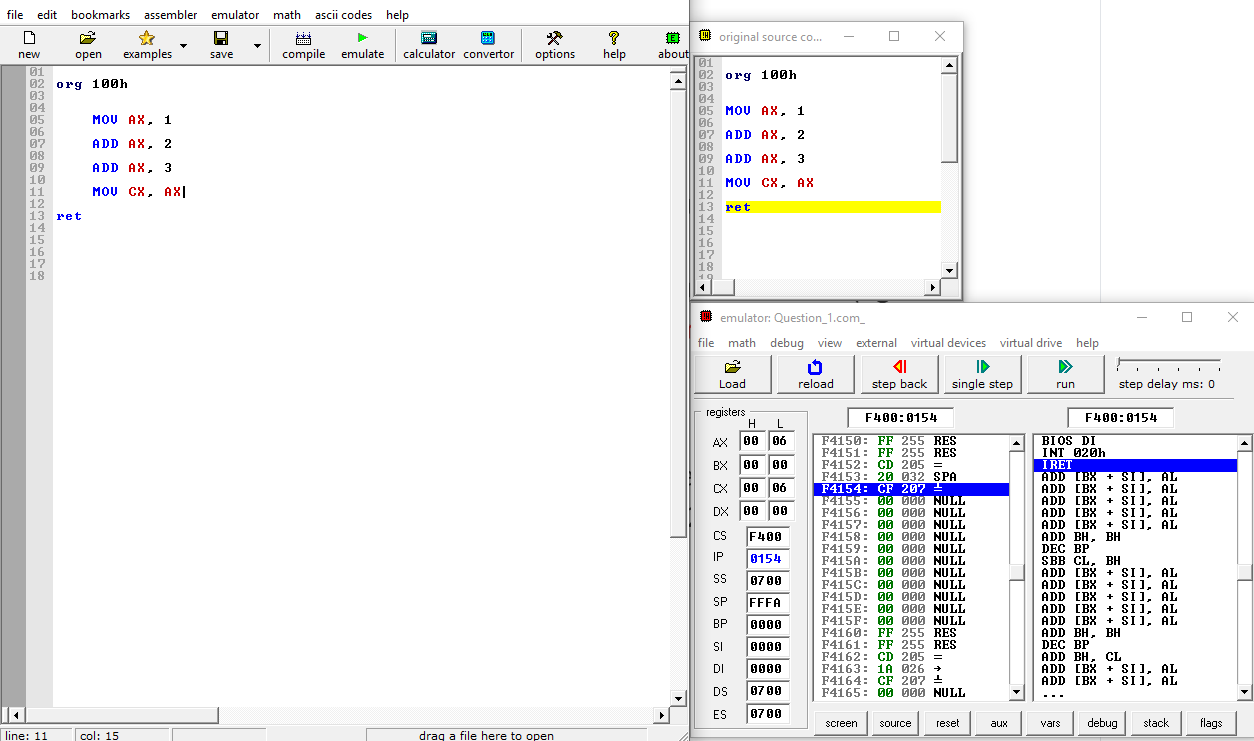 file edit bookmarks assembler emulator math ascii codes help
new open examples save compile emulate calculator convertor options help about
01
02 org 100h
03
04
05 MOV AX, 1
06
07 ADD AX, 2
08
09 ADD AX, 3
10
11 MOV CX, AX
12
13 ret
14
15
16
17
18
line: 11 col: 15 drag a file here to open
original source co...
01
02 org 100h
03
04
05 MOV AX, 1
06
07 ADD AX, 2
08
09 ADD AX, 3
10
11 MOV CX, AX
12
13 ret
14
15
16
17
18
19
emulator: Question_1.com_
file math debug view external virtual devices virtual drive help
Load reload step back single step run step delay ms: 0
registers
H L
AX 00 06
BX 00 00
CX 00 06
DX 00 00
CS F400
IP 0154
SS 0700
SP FFFA
BP 0000
SI 0000
DI 0000
DS 0700
ES 0700
F400:0154
F4150: FF 255 RES
F4151: FF 255 RES
F4152: CD 205 =
F4153: 20 032 SPA
F4154: CF 207 ╧
F4155: 00 000 NULL
F4156: 00 000 NULL
F4157: 00 000 NULL
F4158: 00 000 NULL
F4159: 00 000 NULL
F415A: 00 000 NULL
F415B: 00 000 NULL
F415C: 00 000 NULL
F415D: 00 000 NULL
F415E: 00 000 NULL
F415F: 00 000 NULL
F4160: FF 255 RES
F4161: FF 255 RES
F4162: CD 205 =
F4163: 1A 026 →
F4164: CF 207 ╧
F4165: 00 000 NULL
F400:0154
BIOS DI
INT 020h
IRET
ADD [BX + SI], AL
ADD [BX + SI], AL
ADD [BX + SI], AL
ADD [BX + SI], AL
ADD [BX + SI], AL
ADD BH, BH
DEC BP
SBB CL, BH
ADD [BX + SI], AL
ADD [BX + SI], AL
ADD [BX + SI], AL
ADD [BX + SI], AL
ADD [BX + SI], AL
ADD BH, BH
DEC BP
ADD BH, CL
ADD [BX + SI], AL
ADD [BX + SI], AL
...
screen source reset aux vars debug stack flags